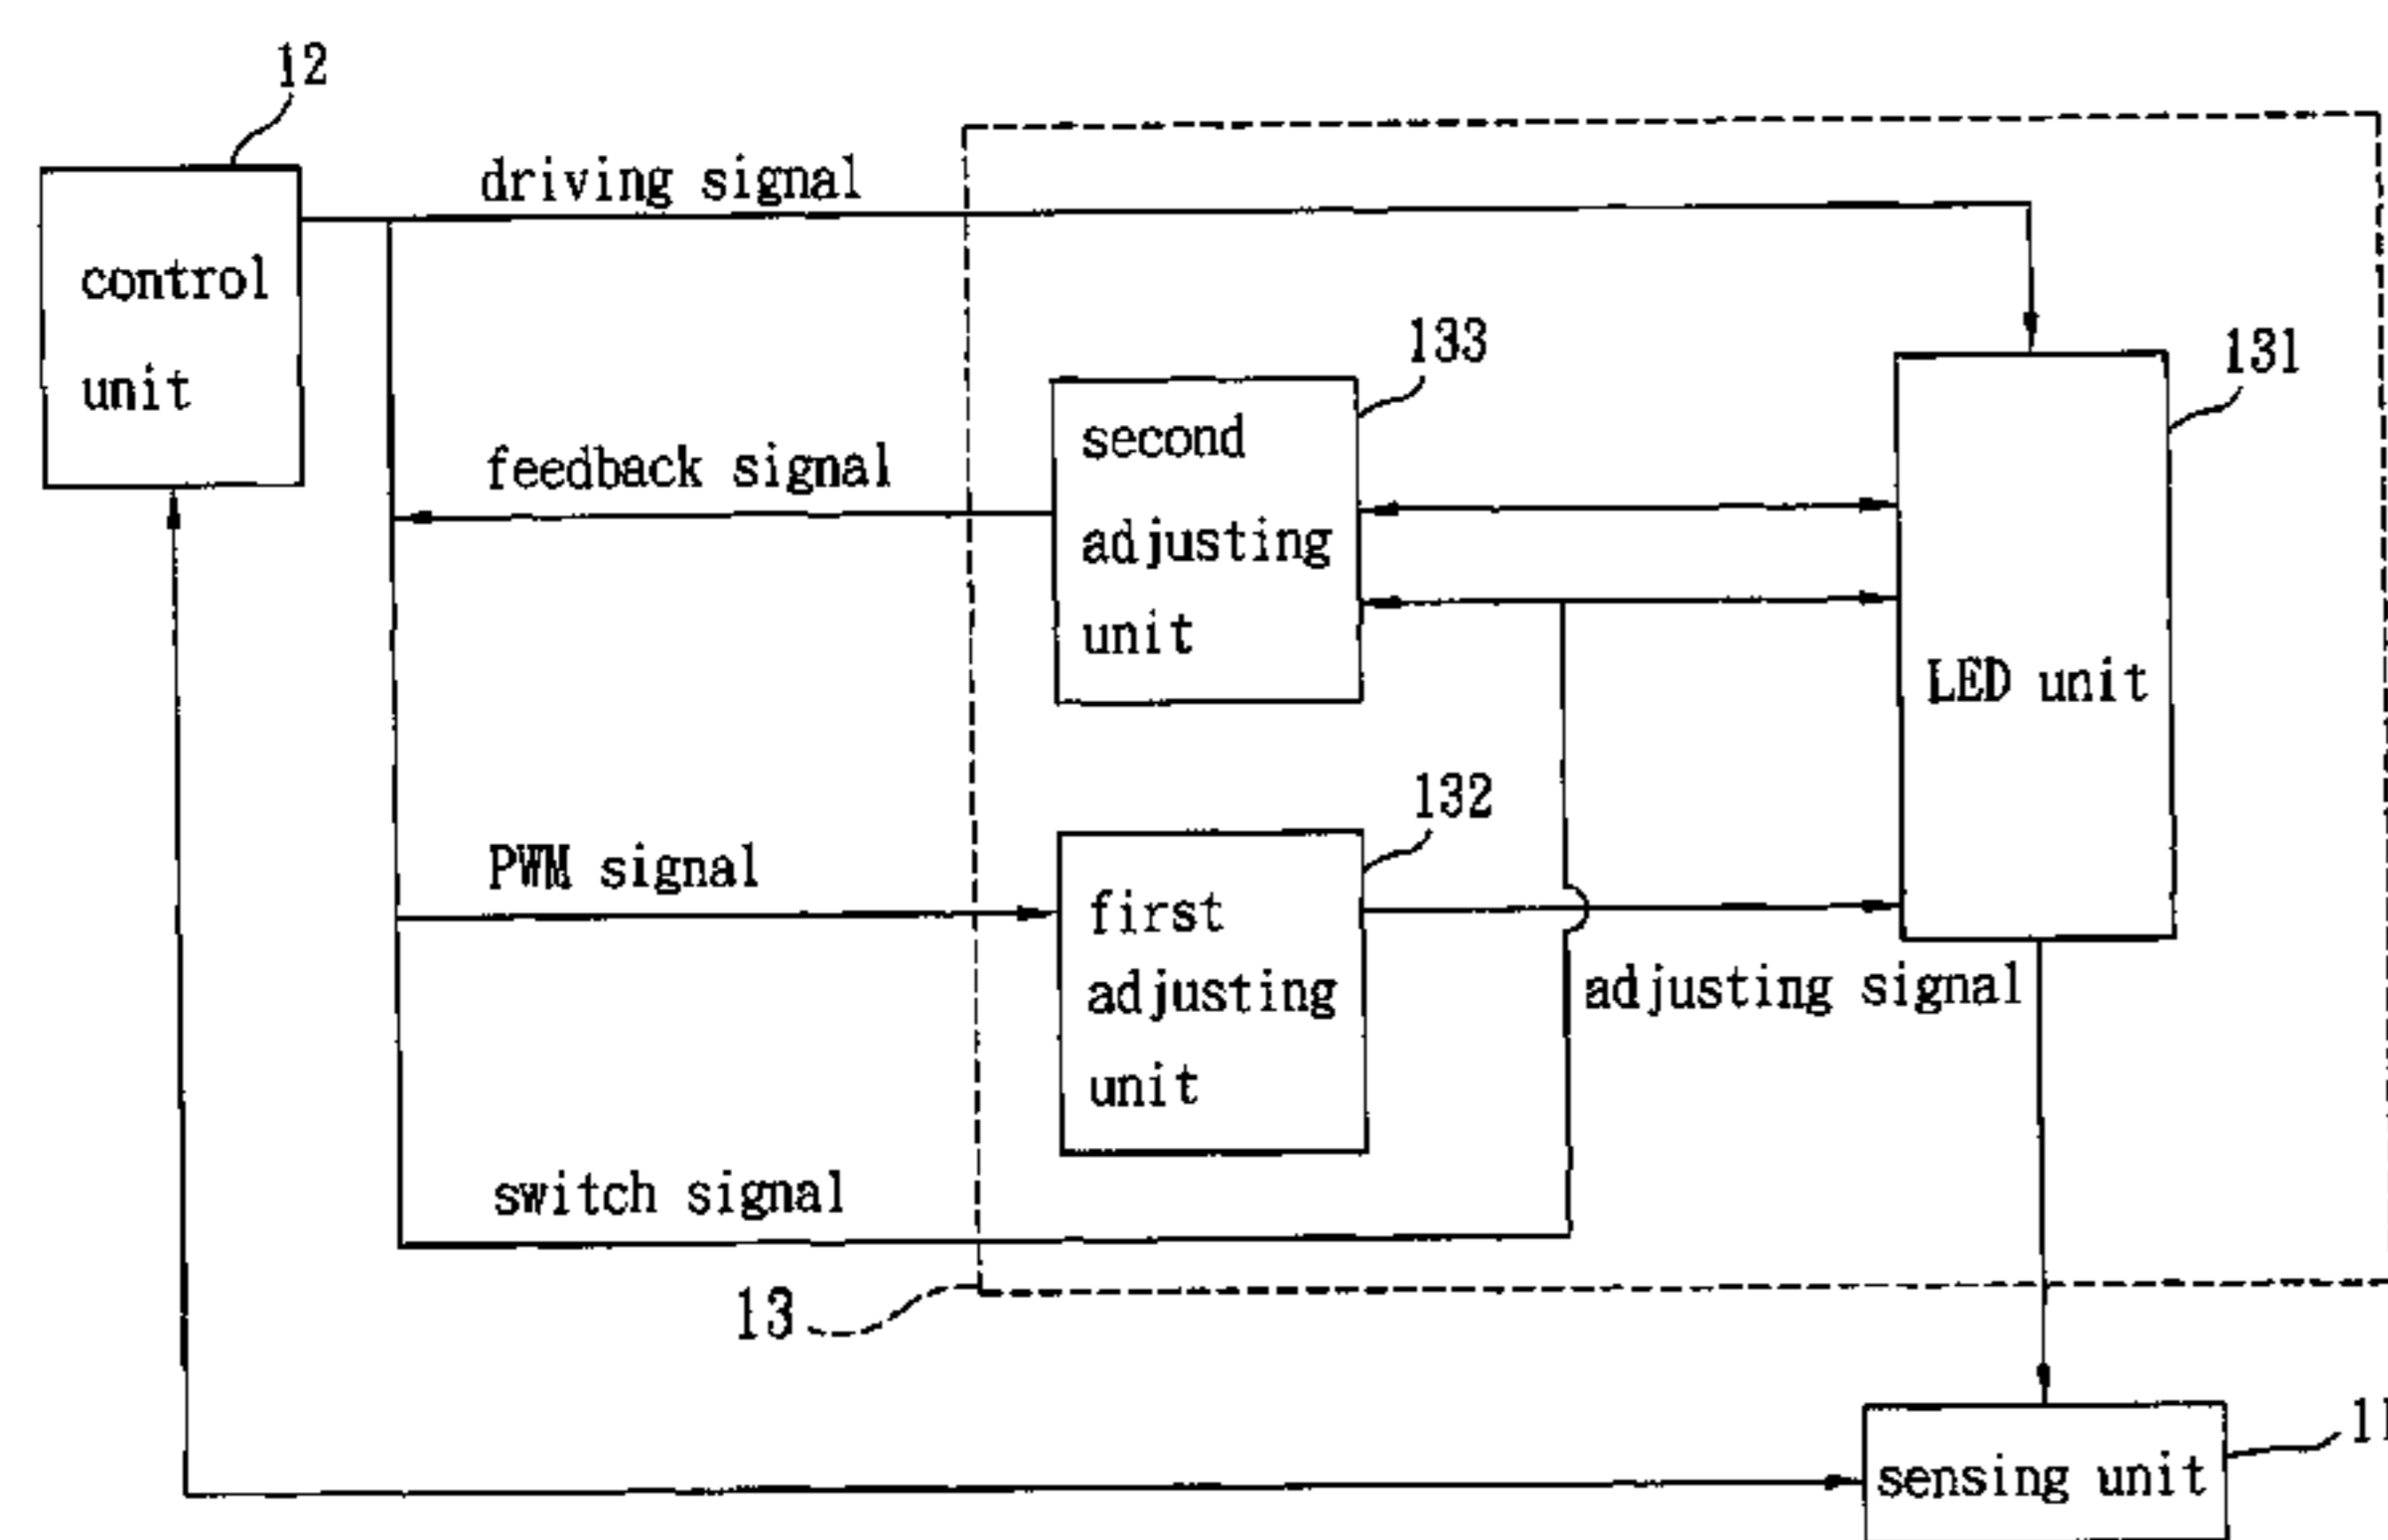 12
control
unit
driving signal
133
131
second
adjusting
unit
feedback signal
LED unit
132
PWM signal
first
adjusting
unit
adjusting signal
switch signal
13
11
sensing unit